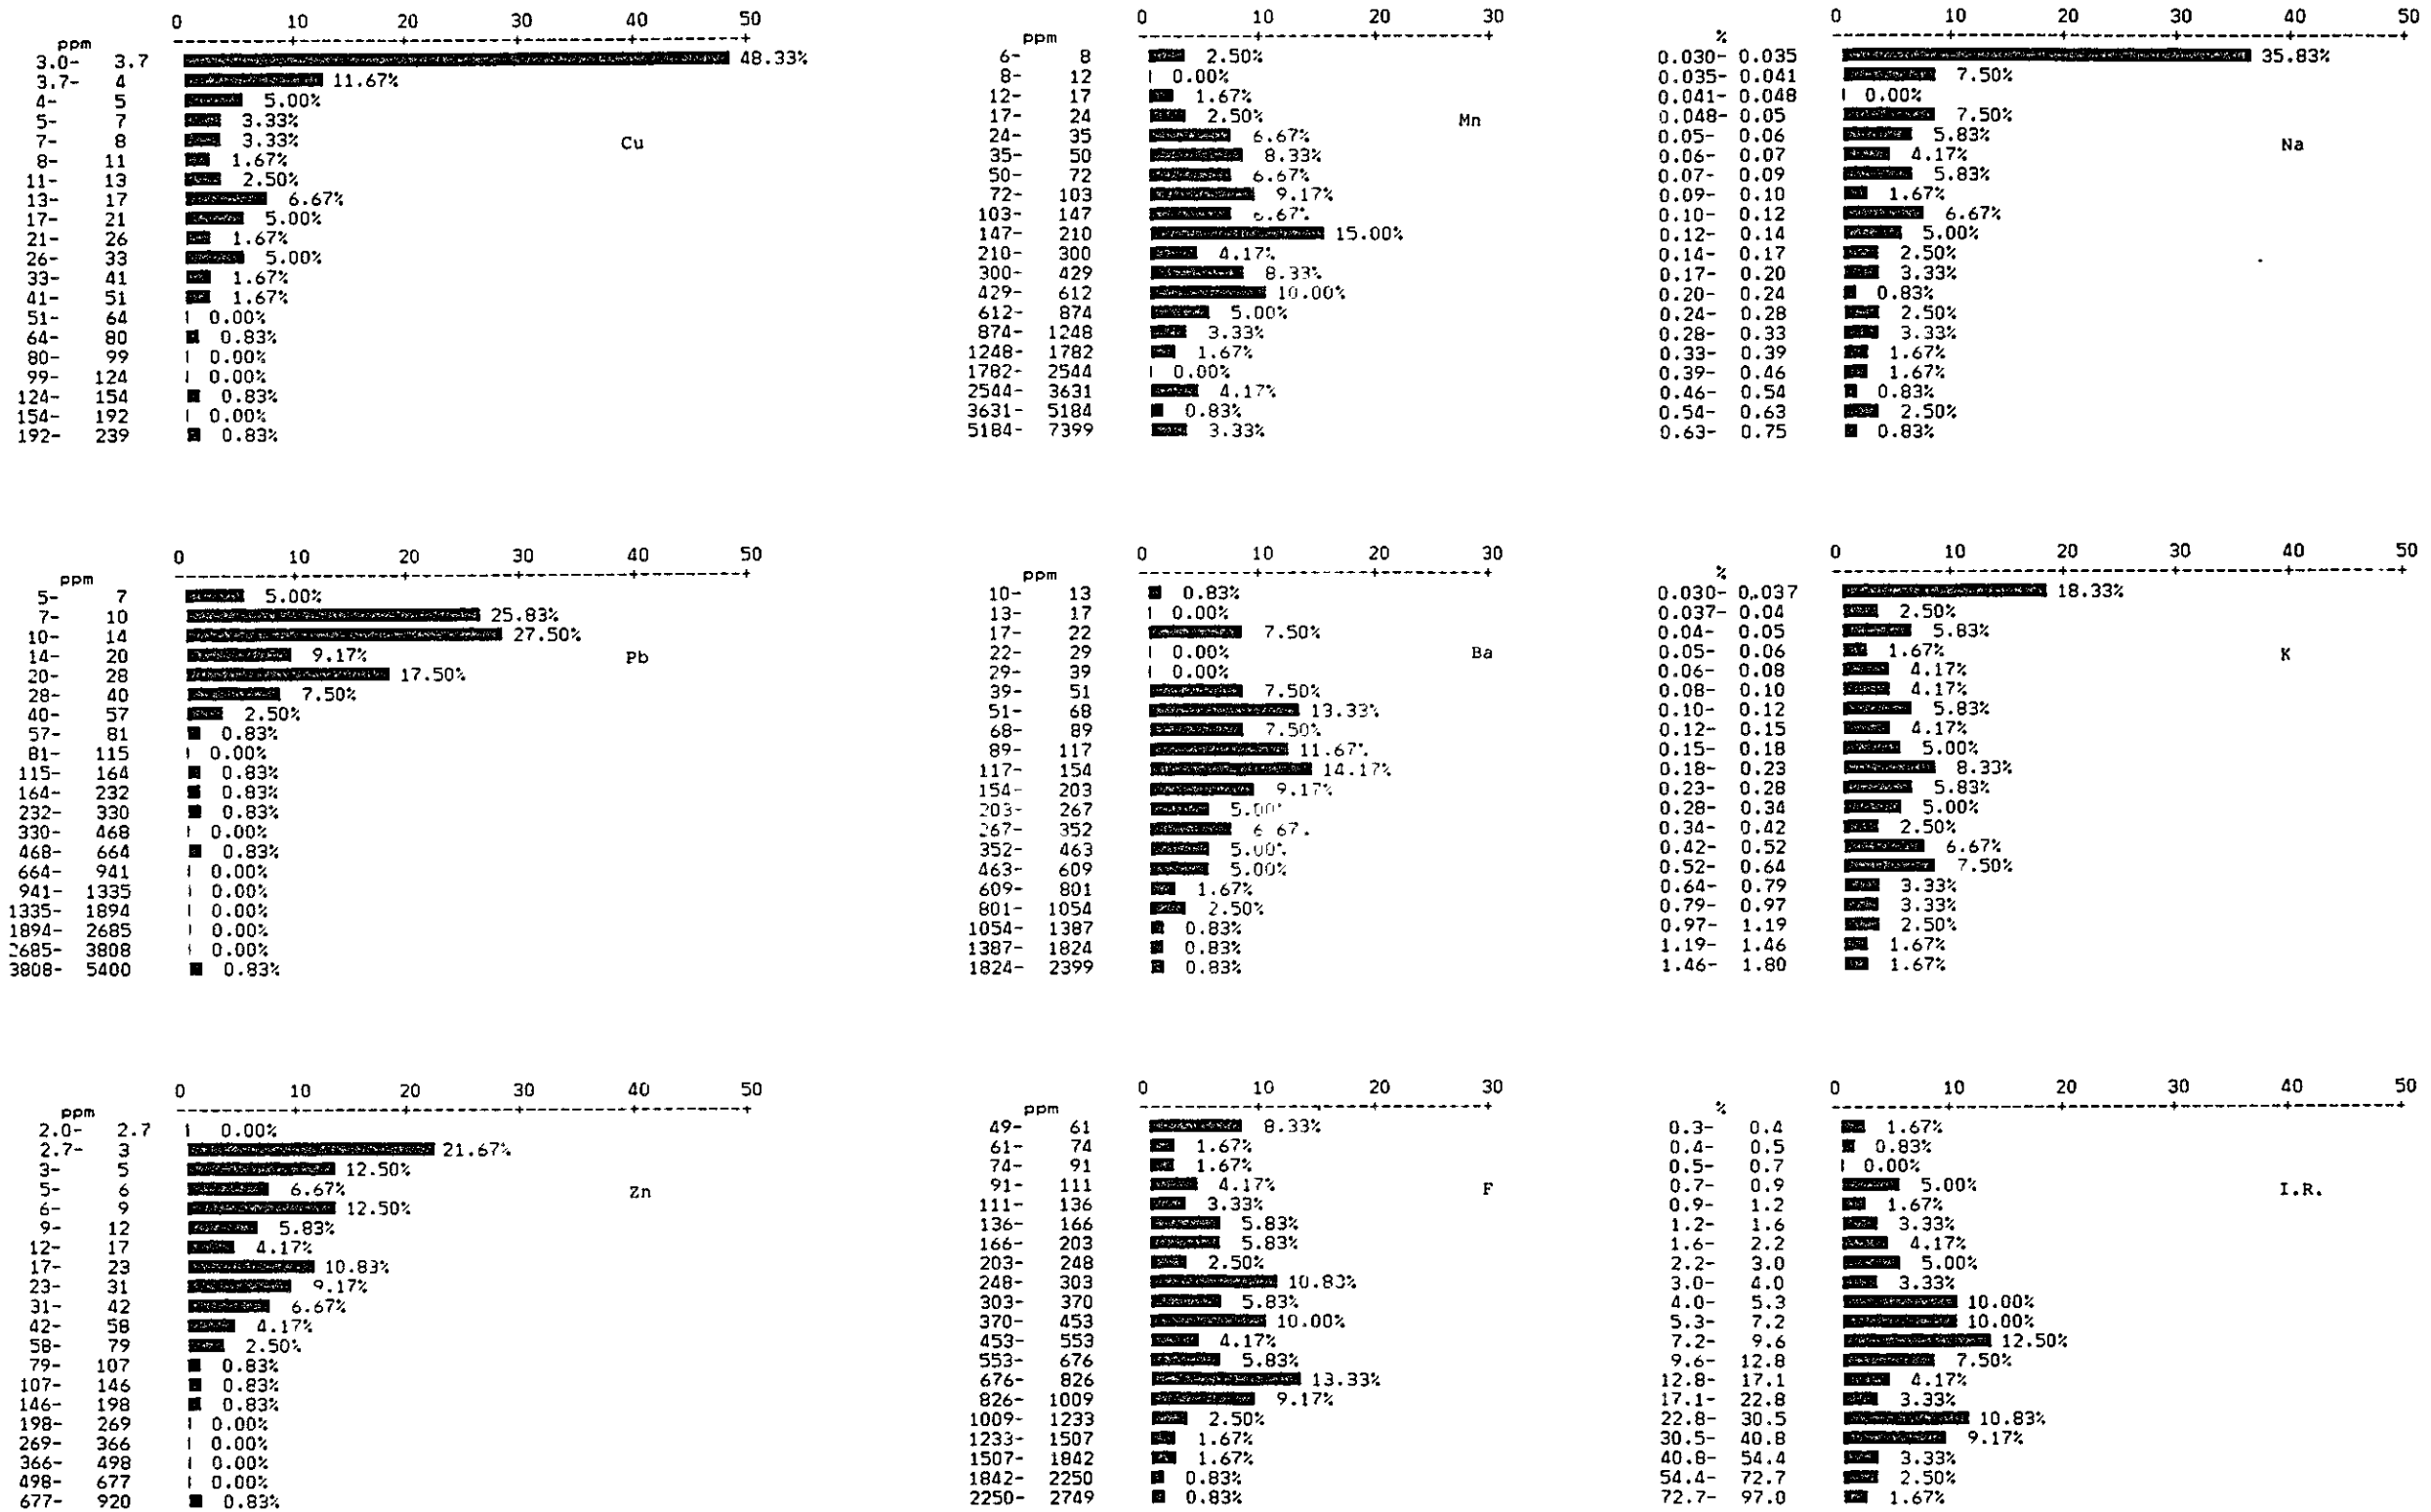 0 10 20 30 40 50
ppm
3.0- 3.7 48.33%
3.7- 4 11.67%
4- 5 5.00%
5- 7 3.33%
7- 8 3.33%
Cu
8- 11 1.67%
11- 13 2.50%
13- 17 6.67%
17- 21 5.00%
21- 26 1.67%
26- 33 5.00%
33- 41 1.67%
41- 51 1.67%
51- 64 0.00%
64- 80 0.83%
80- 99 0.00%
99- 124 0.00%
124- 154 0.83%
154- 192 0.00%
192- 239 0.83%
0 10 20 30
ppm
6- 8 2.50%
8- 12 0.00%
12- 17 1.67%
17- 24 2.50%
Mn
24- 35 6.67%
35- 50 8.33%
50- 72 6.67%
72- 103 9.17%
103- 147 6.67%
147- 210 15.00%
210- 300 4.17%
300- 429 8.33%
429- 612 10.00%
612- 874 5.00%
874- 1248 3.33%
1248- 1782 1.67%
1782- 2544 0.00%
2544- 3631 4.17%
3631- 5184 0.83%
5184- 7399 3.33%
0 10 20 30 40 50
%
0.030- 0.035 35.83%
0.035- 0.041 7.50%
0.041- 0.048 0.00%
0.048- 0.05 7.50%
0.05- 0.06 5.83%
Na
0.06- 0.07 4.17%
0.07- 0.09 5.83%
0.09- 0.10 1.67%
0.10- 0.12 6.67%
0.12- 0.14 5.00%
0.14- 0.17 2.50%
0.17- 0.20 3.33%
0.20- 0.24 0.83%
0.24- 0.28 2.50%
0.28- 0.33 3.33%
0.33- 0.39 1.67%
0.39- 0.46 1.67%
0.46- 0.54 0.83%
0.54- 0.63 2.50%
0.63- 0.75 0.83%
0 10 20 30 40 50
ppm
5- 7 5.00%
7- 10 25.83%
10- 14 27.50%
14- 20 9.17%
Pb
20- 28 17.50%
28- 40 7.50%
40- 57 2.50%
57- 81 0.83%
81- 115 0.00%
115- 164 0.83%
164- 232 0.83%
232- 330 0.83%
330- 468 0.00%
468- 664 0.83%
664- 941 0.00%
941- 1335 0.00%
1335- 1894 0.00%
1894- 2685 0.00%
2685- 3808 0.00%
3808- 5400 0.83%
0 10 20 30
ppm
10- 13 0.83%
13- 17 0.00%
17- 22 7.50%
22- 29 0.00%
Ba
29- 39 0.00%
39- 51 7.50%
51- 68 13.33%
68- 89 7.50%
89- 117 11.67%
117- 154 14.17%
154- 203 9.17%
203- 267 5.00%
267- 352 6.67
352- 463 5.00%
463- 609 5.00%
609- 801 1.67%
801- 1054 2.50%
1054- 1387 0.83%
1387- 1824 0.83%
1824- 2399 0.83%
0 10 20 30 40 50
%
0.030- 0.037 18.33%
0.037- 0.04 2.50%
0.04- 0.05 5.83%
0.05- 0.06 1.67%
K
0.06- 0.08 4.17%
0.08- 0.10 4.17%
0.10- 0.12 5.83%
0.12- 0.15 4.17%
0.15- 0.18 5.00%
0.18- 0.23 8.33%
0.23- 0.28 5.83%
0.28- 0.34 5.00%
0.34- 0.42 2.50%
0.42- 0.52 6.67%
0.52- 0.64 7.50%
0.64- 0.79 3.33%
0.79- 0.97 3.33%
0.97- 1.19 2.50%
1.19- 1.46 1.67%
1.46- 1.80 1.67%
0 10 20 30 40 50
ppm
2.0- 2.7 0.00%
2.7- 3 21.67%
3- 5 12.50%
5- 6 6.67%
Zn
6- 9 12.50%
9- 12 5.83%
12- 17 4.17%
17- 23 10.83%
23- 31 9.17%
31- 42 6.67%
42- 58 4.17%
58- 79 2.50%
79- 107 0.83%
107- 146 0.83%
146- 198 0.83%
198- 269 0.00%
269- 366 0.00%
366- 498 0.00%
498- 677 0.00%
677- 920 0.83%
0 10 20 30
ppm
49- 61 8.33%
61- 74 1.67%
74- 91 1.67%
91- 111 4.17%
F
111- 136 3.33%
136- 166 5.83%
166- 203 5.83%
203- 248 2.50%
248- 303 10.83%
303- 370 5.83%
370- 453 10.00%
453- 553 4.17%
553- 676 5.83%
676- 826 13.33%
826- 1009 9.17%
1009- 1233 2.50%
1233- 1507 1.67%
1507- 1842 1.67%
1842- 2250 0.83%
2250- 2749 0.83%
0 10 20 30 40 50
%
0.3- 0.4 1.67%
0.4- 0.5 0.83%
0.5- 0.7 0.00%
0.7- 0.9 5.00%
I.R.
0.9- 1.2 1.67%
1.2- 1.6 3.33%
1.6- 2.2 4.17%
2.2- 3.0 5.00%
3.0- 4.0 3.33%
4.0- 5.3 10.00%
5.3- 7.2 10.00%
7.2- 9.6 12.50%
9.6- 12.8 7.50%
12.8- 17.1 4.17%
17.1- 22.8 3.33%
22.8- 30.5 10.83%
30.5- 40.8 9.17%
40.8- 54.4 3.33%
54.4- 72.7 2.50%
72.7- 97.0 1.67%